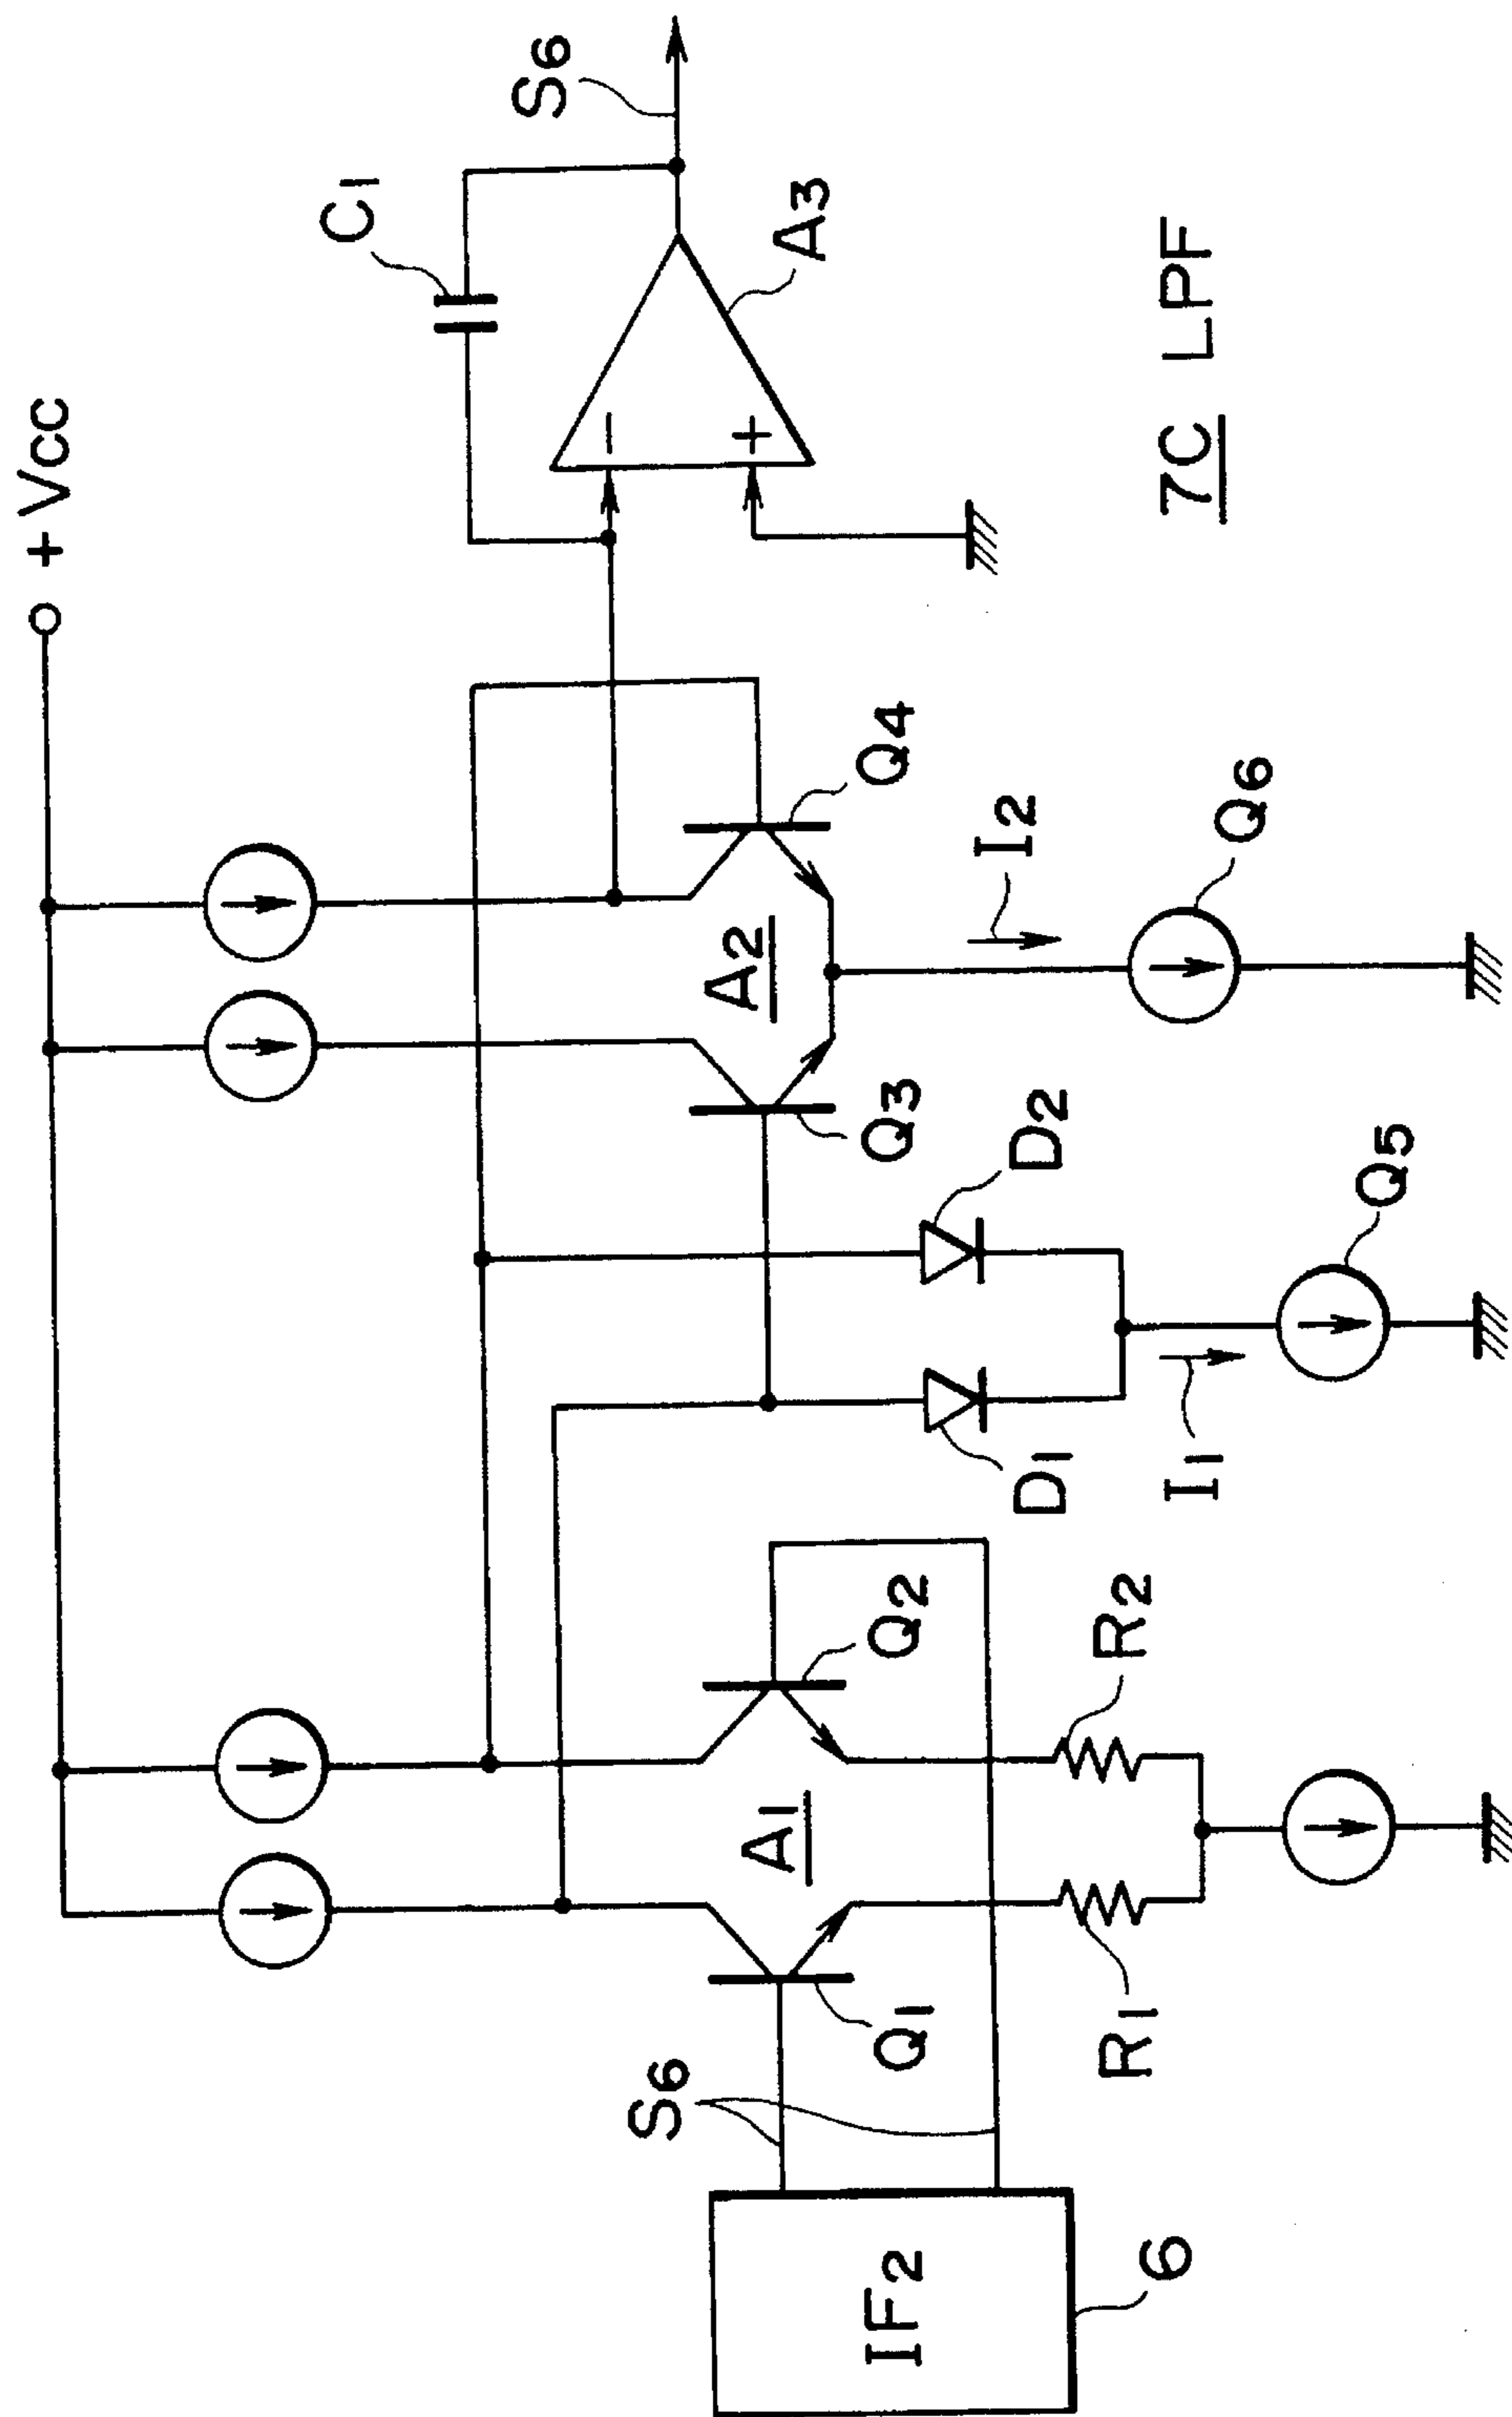 +Vcc
C1
S6
A3
A2
Q4
Q3
D2
D1
I2
Q6
I1
Q5
A1
Q2
Q1
R2
R1
S6
IF2
6
7C LPF